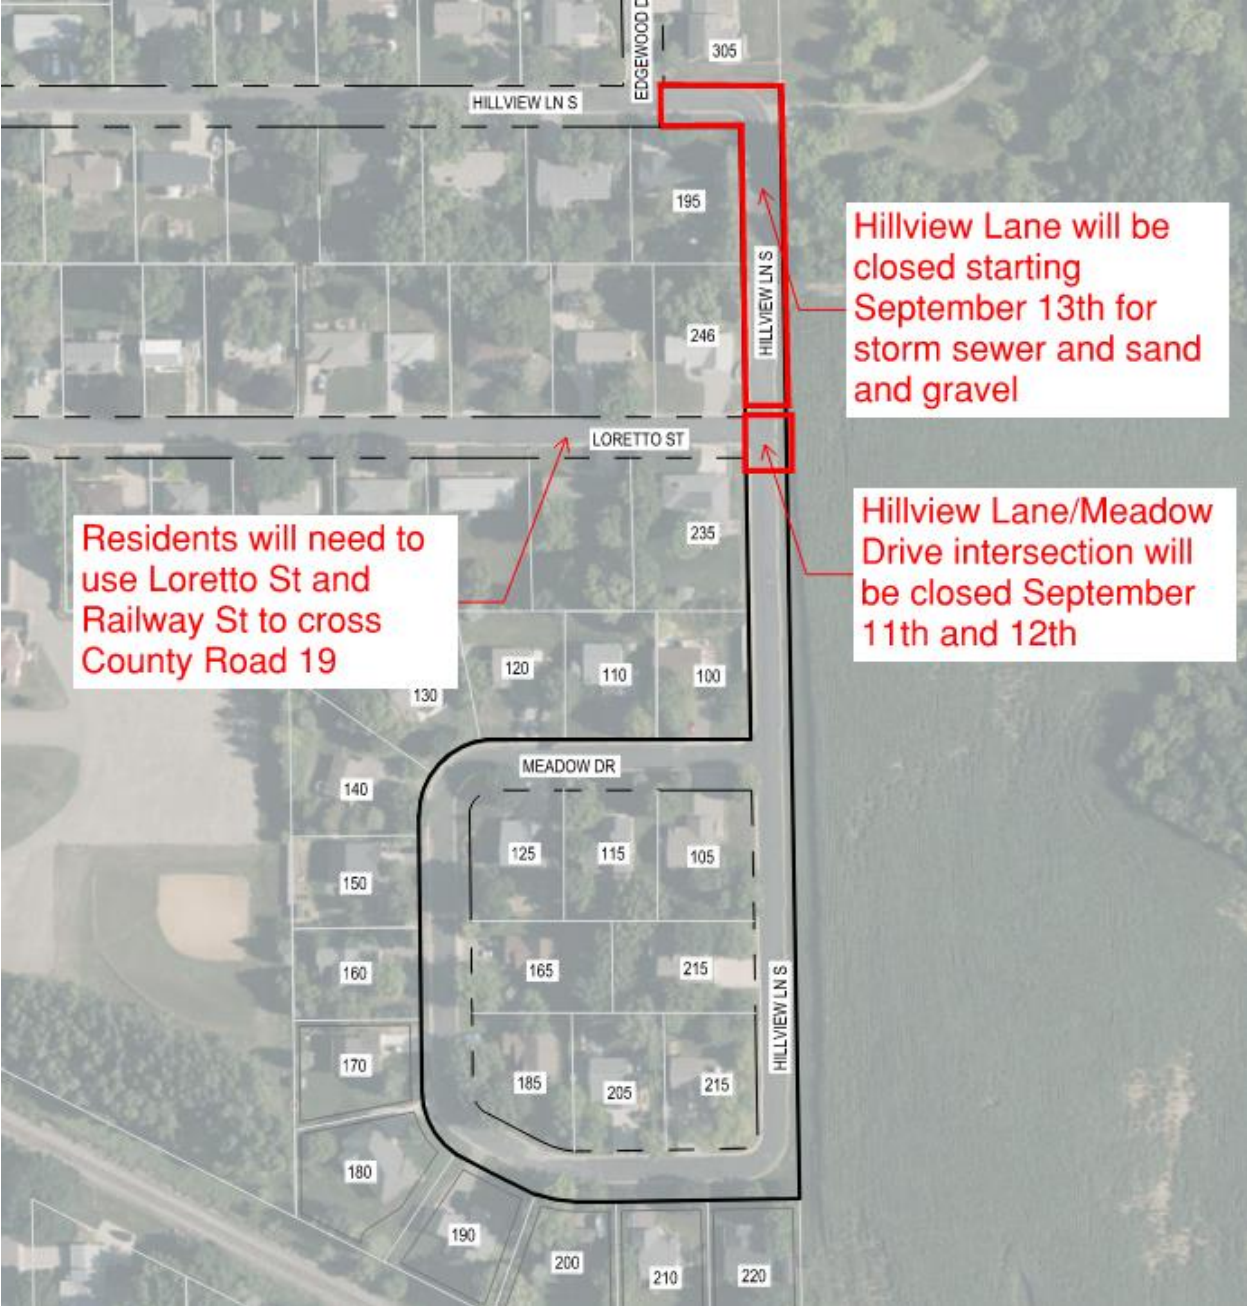 EDGEWOOD D
305
HILLVIEW LN S
195
Hillview Lane will be
closed starting
September 13th for
storm sewer and sand
and gravel
HILLVIEW LN S
246
LORETTO ST
Hillview Lane/Meadow
Drive intersection will
be closed September
11th and 12th
Residents will need to
use Loretto St and
Railway St to cross
County Road 19
235
120
110
100
130
MEADOW DR
140
125
115
105
150
160
165
215
HILLVIEW LN S
170
185
205
215
180
190
200
210
220